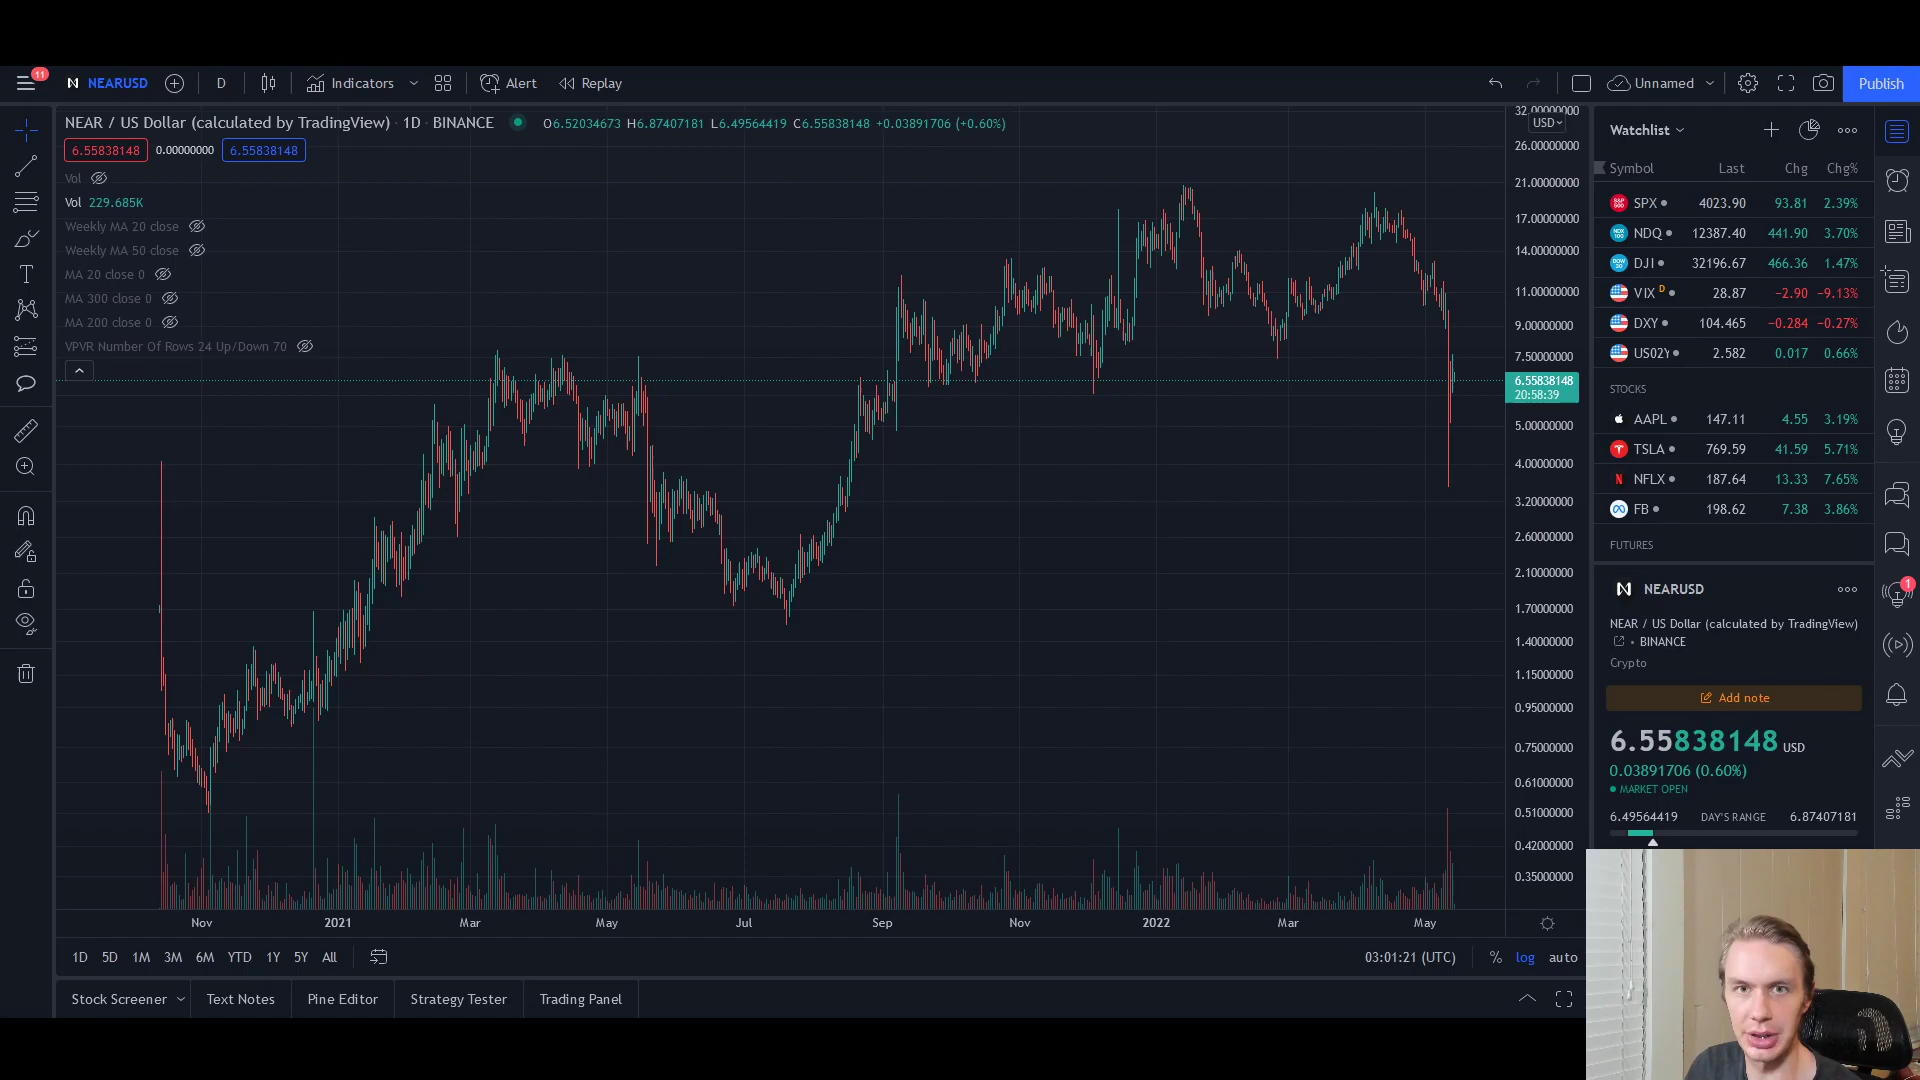 11
NEARUSD
D
Indicators
Alert
Replay
Unnamed
Publish
NEAR / US Dollar (calculated by TradingView) · 1D · BINANCE
O6.52034673 H6.87407181 L6.49564419 C6.55838148 +0.03891706 (+0.60%)
6.55838148 0.00000000 6.55838148
Vol
Vol 229.685K
Weekly MA 20 close
Weekly MA 50 close
MA 20 close 0
MA 300 close 0
MA 200 close 0
VPVR Number Of Rows 24 Up/Down 70
32.00000000
USD
26.00000000
21.00000000
17.00000000
14.00000000
11.00000000
9.00000000
7.50000000
6.55838148
20:58:39
5.00000000
4.00000000
3.20000000
2.60000000
2.10000000
1.70000000
1.40000000
1.15000000
0.95000000
0.75000000
0.61000000
0.51000000
0.42000000
0.35000000
Nov 2021 Mar May Jul Sep Nov 2022 Mar May
1D 5D 1M 3M 6M YTD 1Y 5Y All
03:01:21 (UTC) % log auto
Stock Screener Text Notes Pine Editor Strategy Tester Trading Panel
Watchlist
Symbol Last Chg Chg%
SPX 4023.90 93.81 2.39%
NDQ 12387.40 441.90 3.70%
DJI 32196.67 466.36 1.47%
VIX D 28.87 −2.90 −9.13%
DXY 104.465 −0.284 −0.27%
US02Y 2.582 0.017 0.66%
STOCKS
AAPL 147.11 4.55 3.19%
TSLA 769.59 41.59 5.71%
NFLX 187.64 13.33 7.65%
FB 198.62 7.38 3.86%
FUTURES
NEARUSD
NEAR / US Dollar (calculated by TradingView)
• BINANCE
Crypto
Add note
6.55838148 USD
0.03891706 (0.60%)
MARKET OPEN
6.49564419 DAY'S RANGE 6.87407181
1